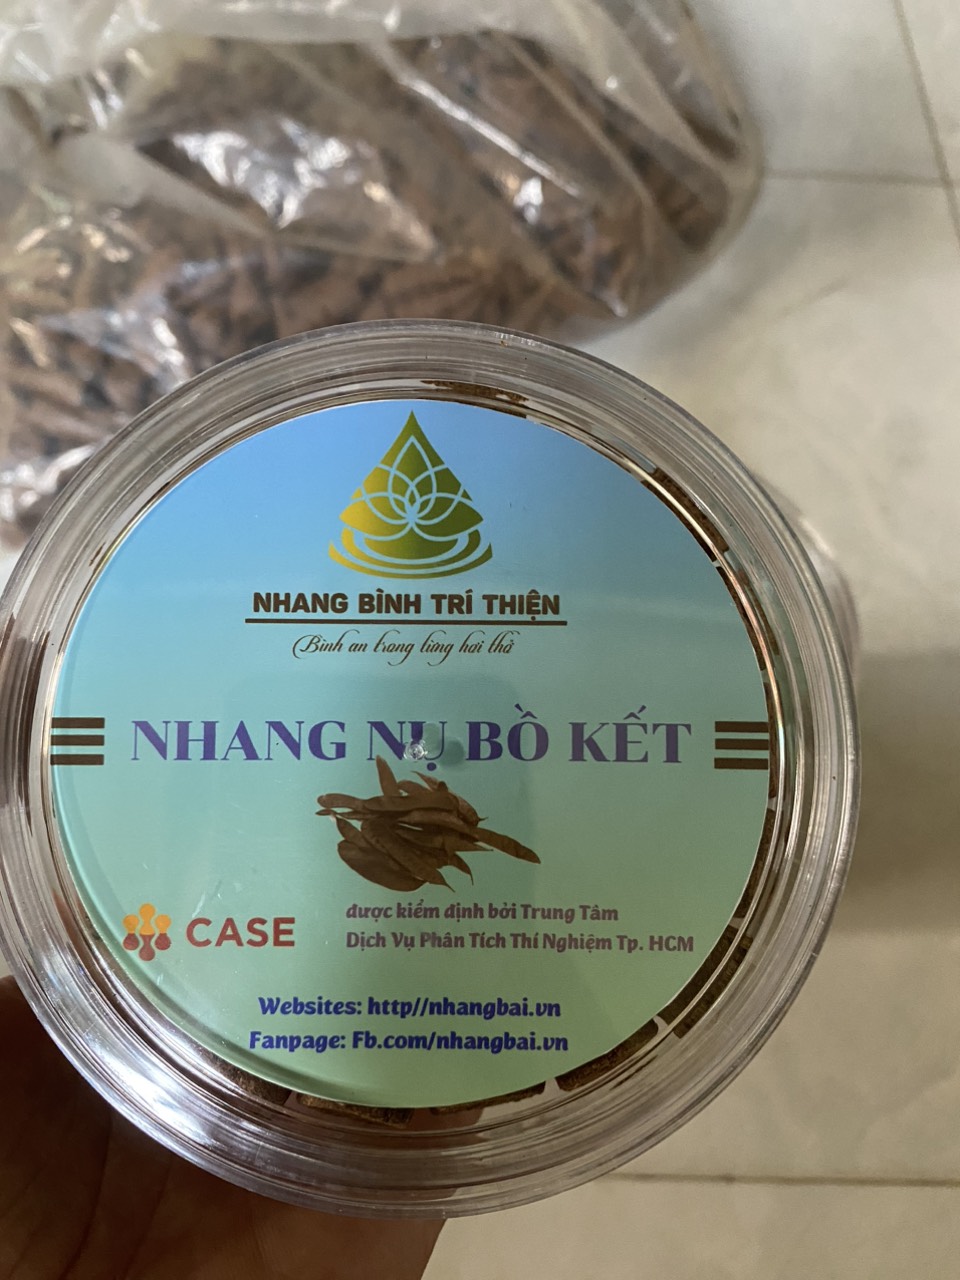 NHANG BÌNH TRÍ THIỆN
Bình an trong từng hơi thở
NHANG NỤ BỒ KẾT
CASE
được kiểm định bởi Trung Tâm
Dịch Vụ Phân Tích Thí Nghiệm Tp. HCM
Websites: http//nhangbai.vn
Fanpage: Fb.com/nhangbai.vn